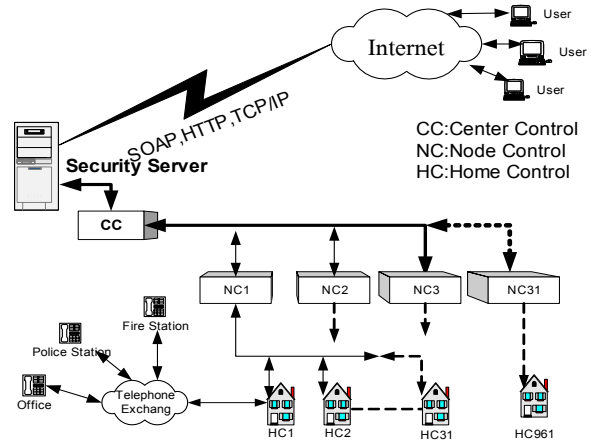 User
Internet
User
User
SOAP,HTTP,TCP/IP
CC:Center Control
NC:Node Control
HC:Home Control
Security Server
CC
NC1
NC2
NC3
NC31
Fire Station
Police Station
Office
Telephone
Exchang
HC1
HC2
HC31
HC961